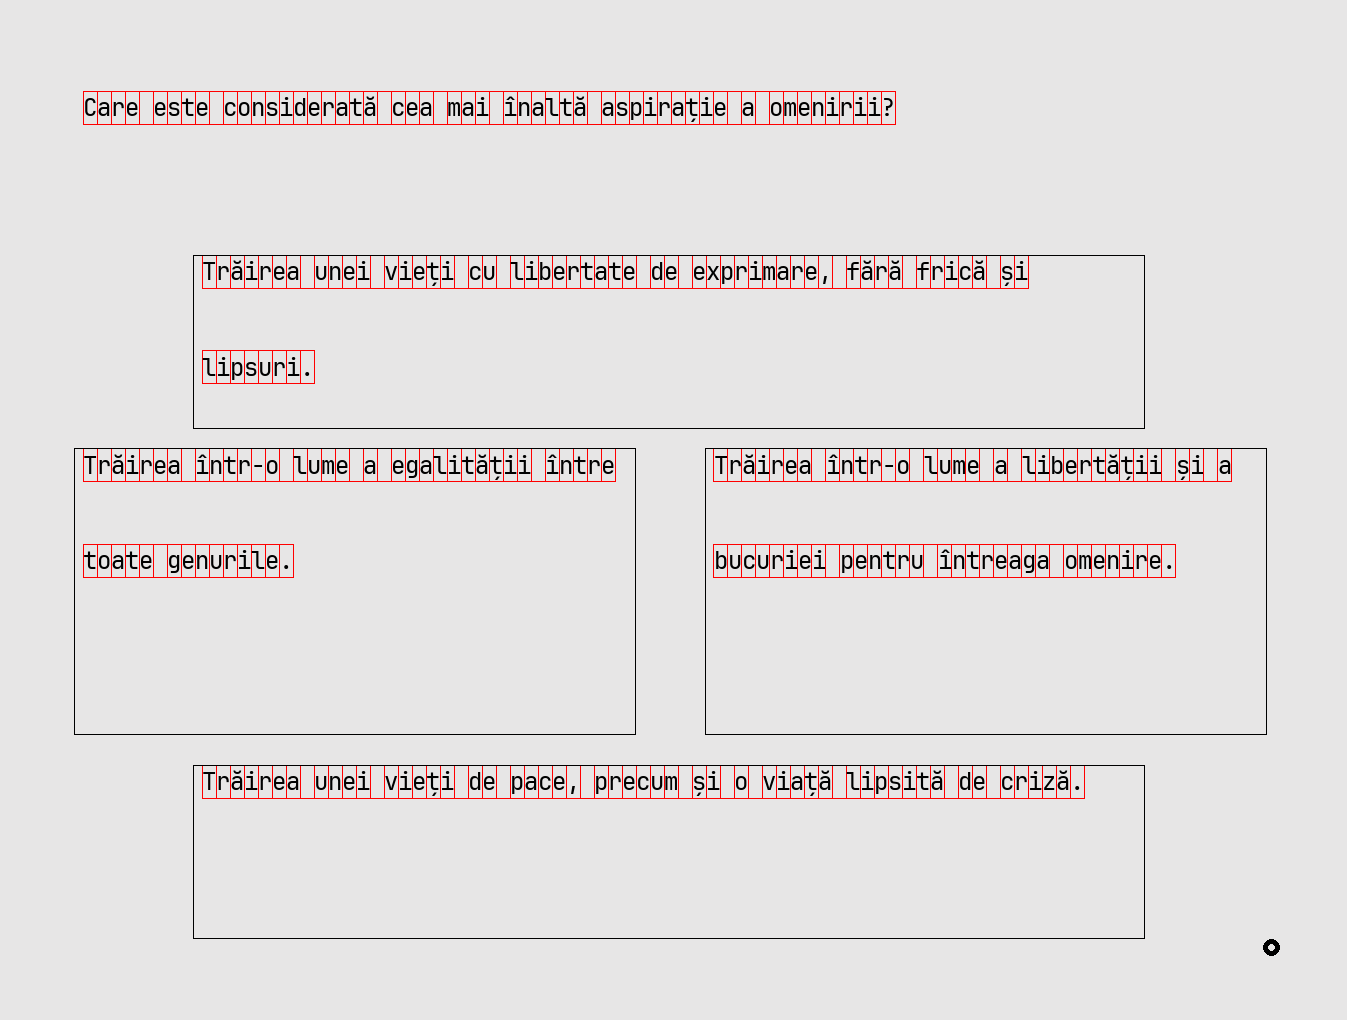 Care este considerată cea mai înaltă aspirație a omenirii?
Trăirea unei vieți cu libertate de exprimare, fără frică și
lipsuri.
Trăirea într-o lume a egalității între
toate genurile.
Trăirea într-o lume a libertății și a
bucuriei pentru întreaga omenire.
Trăirea unei vieți de pace, precum și o viață lipsită de criză.